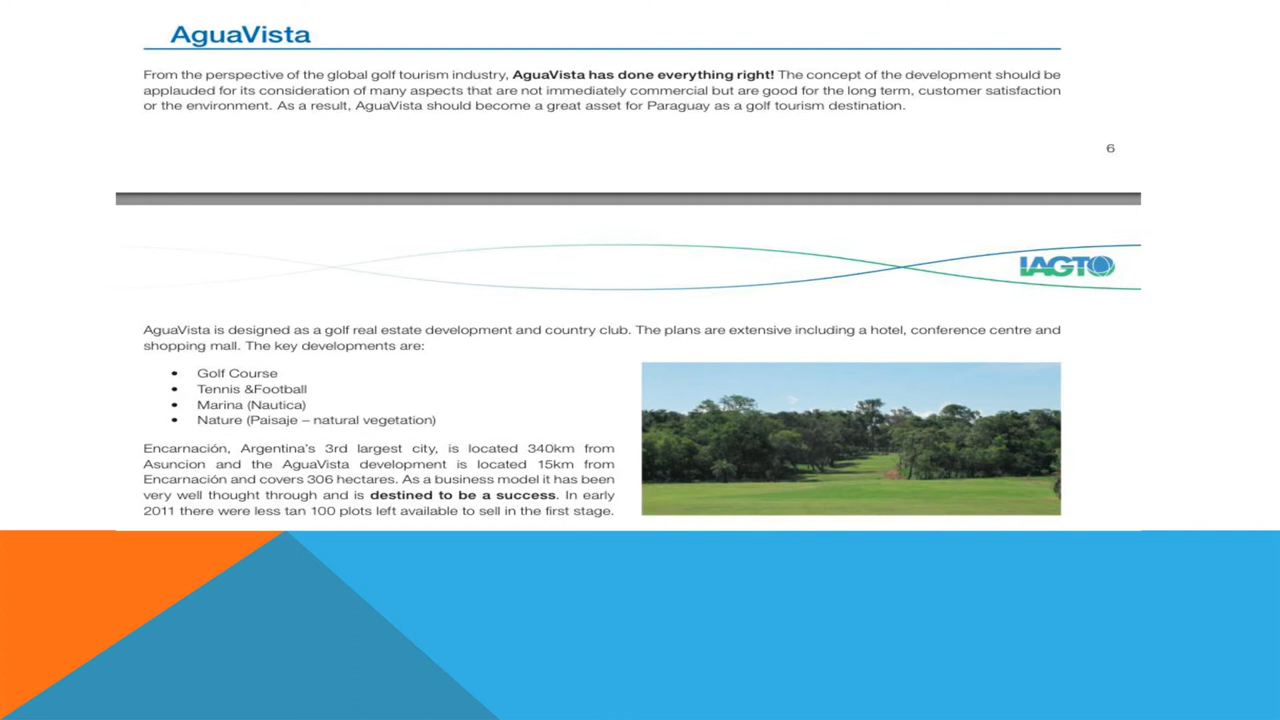 AguaVista
From the perspective of the global golf tourism industry, AguaVista has done everything right! The concept of the development should be
applauded for its consideration of many aspects that are not immediately commercial but are good for the long term, customer satisfaction
or the environment. As a result, AguaVista should become a great asset for Paraguay as a golf tourism destination.
6
IAGTO
AguaVista is designed as a golf real estate development and country club. The plans are extensive including a hotel, conference centre and
shopping mall. The key developments are:
• Golf Course
• Tennis &Football
• Marina (Nautica)
• Nature (Paisaje – natural vegetation)
Encarnación, Argentina's 3rd largest city, is located 340km from
Asuncion and the AguaVista development is located 15km from
Encarnación and covers 306 hectares. As a business model it has been
very well thought through and is destined to be a success. In early
2011 there were less tan 100 plots left available to sell in the first stage.